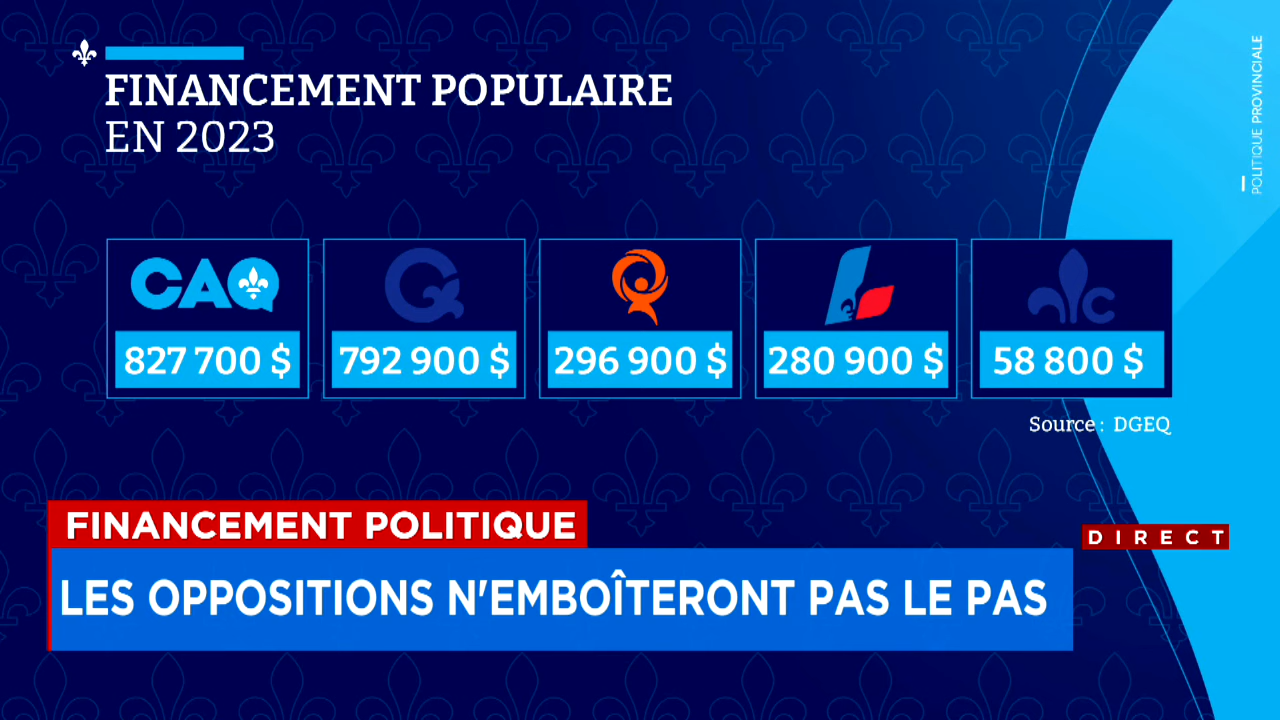 FINANCEMENT POPULAIRE
EN 2023
POLITIQUE PROVINCIALE
CAQ
827 700 $
792 900 $
296 900 $
280 900 $
C
58 800 $
Source : DGEQ
FINANCEMENT POLITIQUE
DIRECT
LES OPPOSITIONS N'EMBOÎTERONT PAS LE PAS